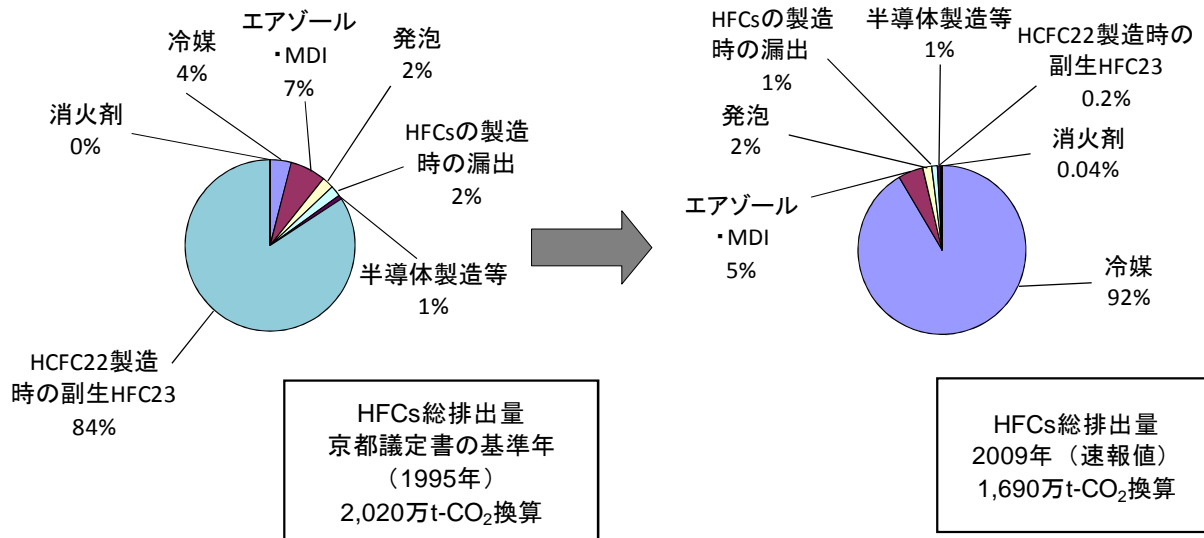 エアゾール
・MDI
7%
冷媒
4%
発泡
2%
消火剤
0%
HFCsの製造
時の漏出
2%
半導体製造等
1%
HCFC22製造
時の副生HFC23
84%
HFCs総排出量
京都議定書の基準年
（1995年）
2,020万t-CO₂換算
HFCsの製造
時の漏出
1%
半導体製造等
1%
HCFC22製造時の
副生HFC23
0.2%
発泡
2%
消火剤
0.04%
エアゾール
・MDI
5%
冷媒
92%
HFCs総排出量
2009年（速報値）
1,690万t-CO₂換算